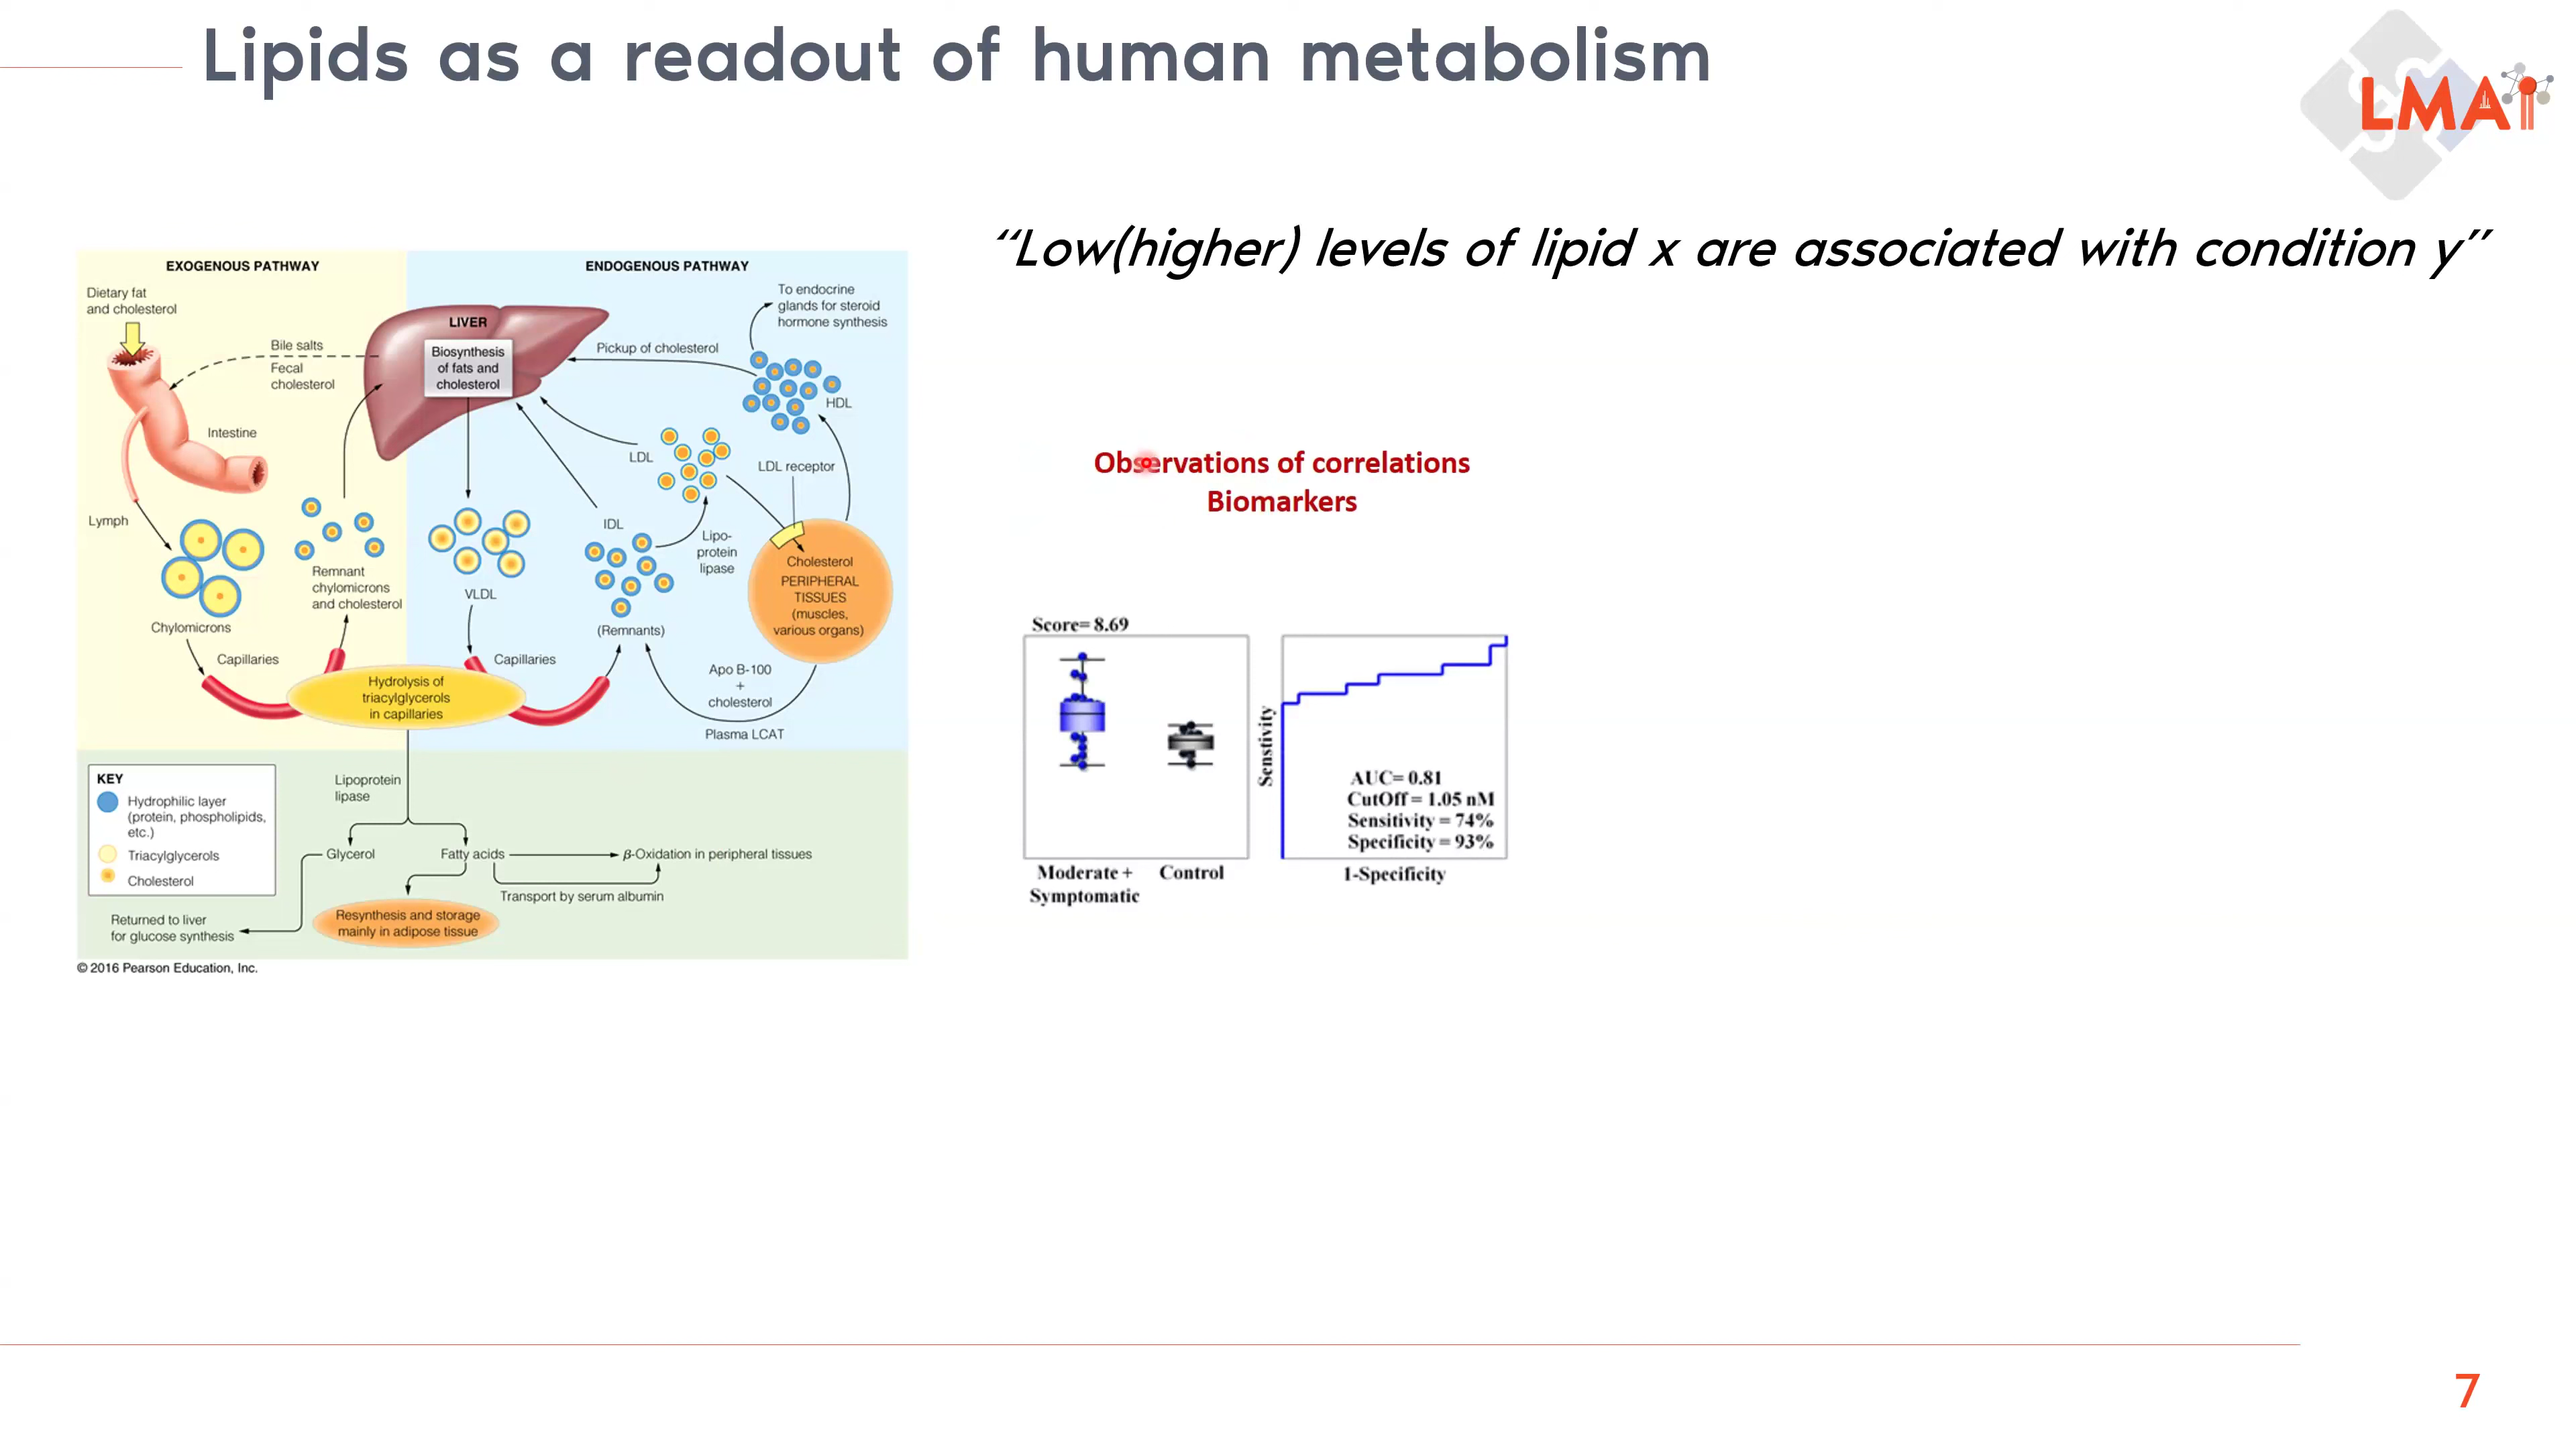 Lipids as a readout of human metabolism
LMAi
“Low(higher) levels of lipid x are associated with condition y”
EXOGENOUS PATHWAY
ENDOGENOUS PATHWAY
Dietary fat
and cholesterol
Bile salts
Fecal
cholesterol
Intestine
Lymph
Chylomicrons
Remnant
chylomicrons
and cholesterol
Capillaries
LIVER
Biosynthesis
of fats and
cholesterol
To endocrine
glands for steroid
hormone synthesis
Pickup of cholesterol
HDL
LDL
LDL receptor
IDL
Lipo-
protein
lipase
VLDL
(Remnants)
Cholesterol
PERIPHERAL
TISSUES
(muscles,
various organs)
Capillaries
Apo B-100
+
cholesterol
Plasma LCAT
Hydrolysis of
triacylglycerols
in capillaries
KEY
Hydrophilic layer
(protein, phospholipids,
etc.)
Triacylglycerols
Cholesterol
Lipoprotein
lipase
Glycerol
Fatty acids
β-Oxidation in peripheral tissues
Transport by serum albumin
Returned to liver
for glucose synthesis
Resynthesis and storage
mainly in adipose tissue
© 2016 Pearson Education, Inc.
Observations of correlations
Biomarkers
Score= 8.69
Moderate +
Symptomatic
Control
Senstivity
AUC= 0.81
CutOff = 1.05 nM
Sensitivity = 74%
Specificity = 93%
1-Specificity
7